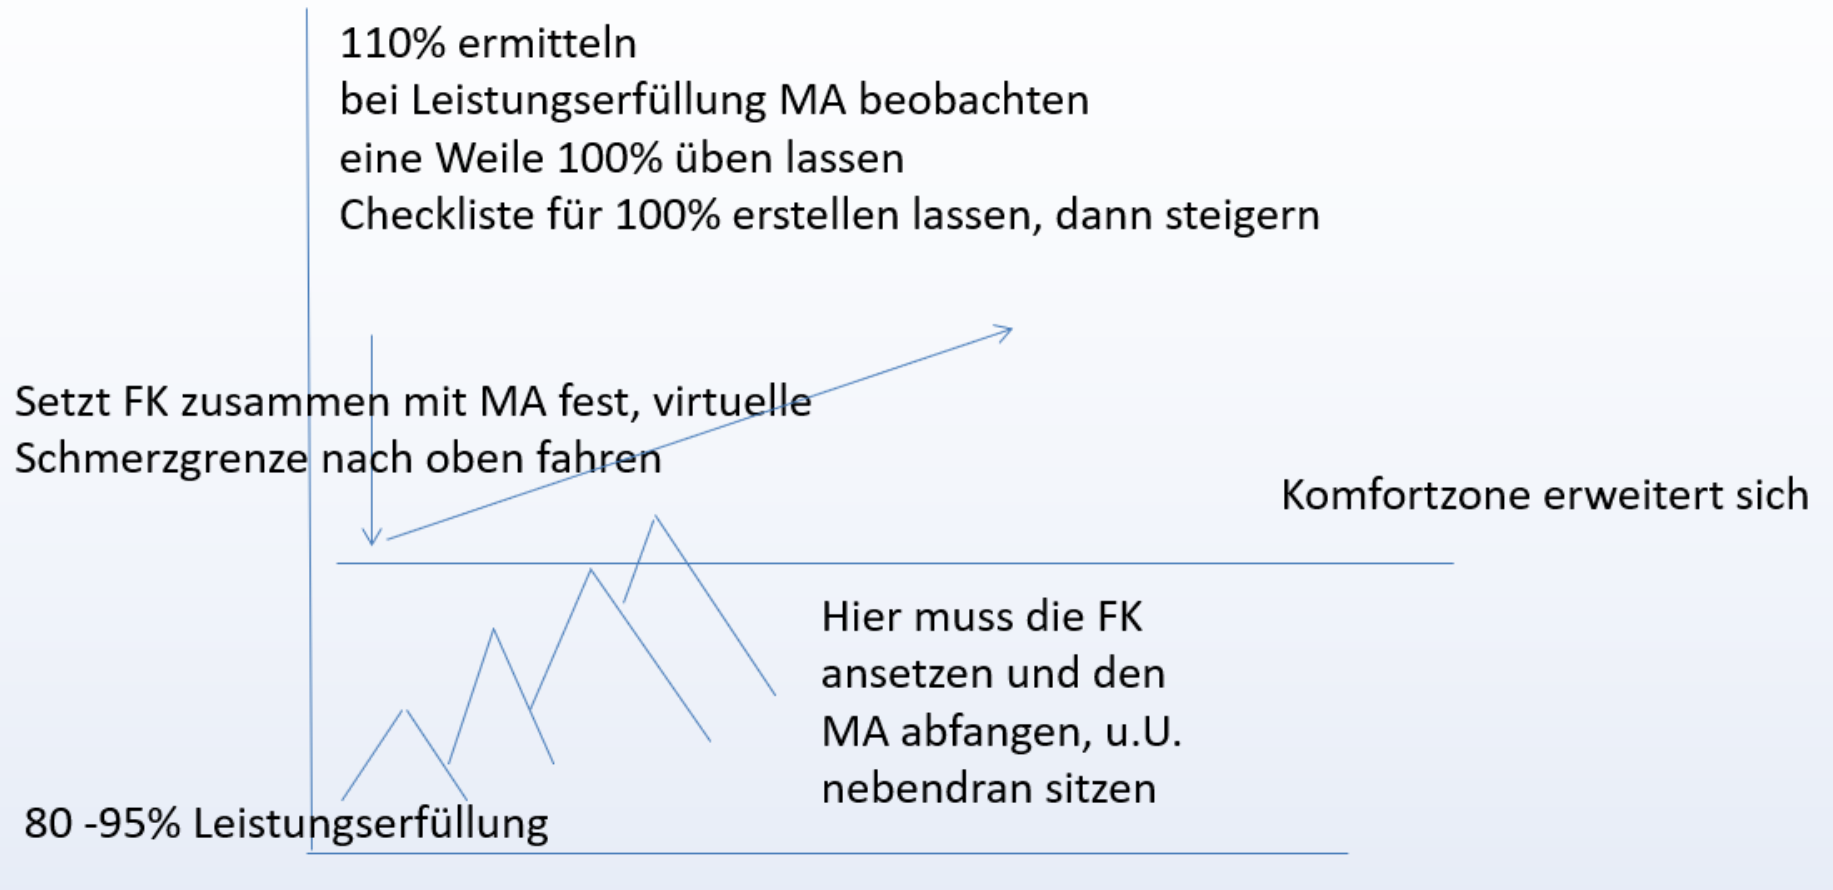 110% ermitteln
bei Leistungserfüllung MA beobachten
eine Weile 100% üben lassen
Checkliste für 100% erstellen lassen, dann steigern
Setzt FK zusammen mit MA fest, virtuelle
Schmerzgrenze nach oben fahren
Komfortzone erweitert sich
Hier muss die FK
ansetzen und den
MA abfangen, u.U.
nebendran sitzen
80 -95% Leistungserfüllung